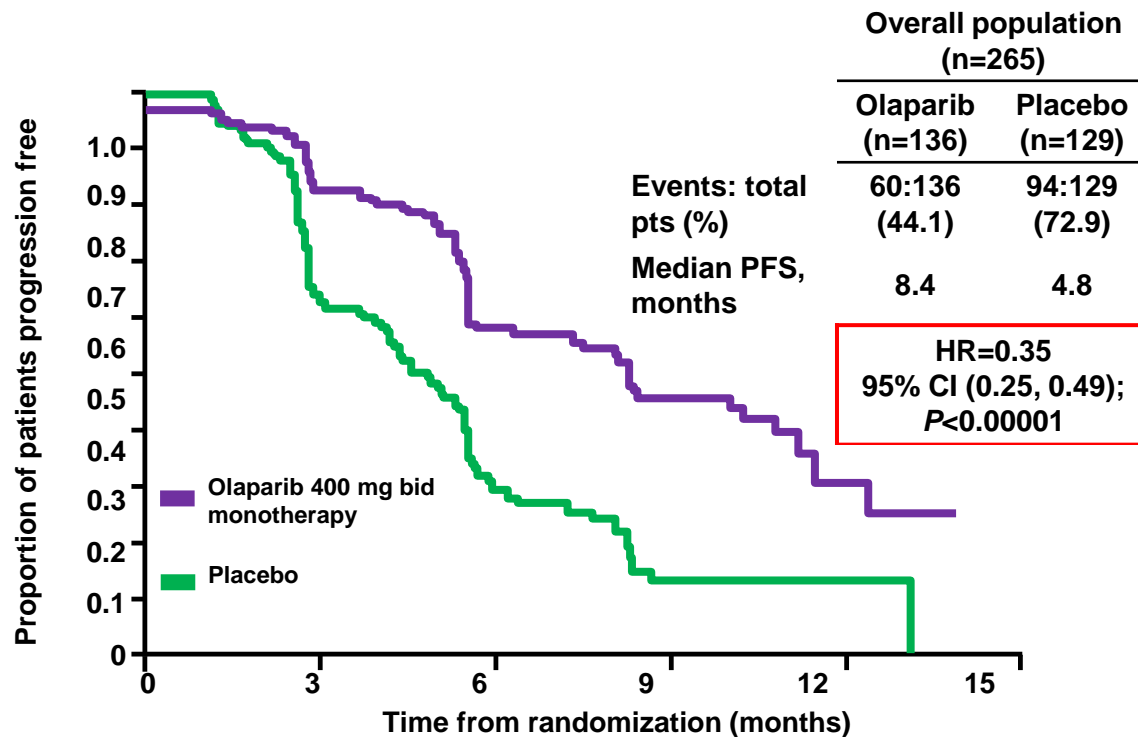 Overall population
(n=265)
Olaparib Placebo
(n=136) (n=129)
Events: total 60:136 94:129
pts (%) (44.1) (72.9)
Median PFS,
months 8.4 4.8
HR=0.35
95% CI (0.25, 0.49);
P<0.00001
Proportion of patients progression free
1.0
0.9
0.8
0.7
0.6
0.5
0.4
0.3
0.2
0.1
0
Olaparib 400 mg bid
monotherapy
Placebo
0 3 6 9 12 15
Time from randomization (months)